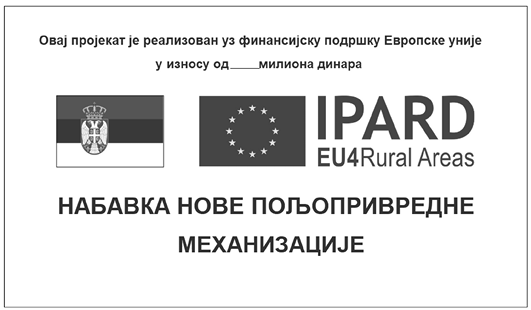 Овај пројекат је реализован уз финансијску подршку Европске уније
у износу од_____милиона динара
IPARD
EU4Rural Areas
НАБАВКА НОВЕ ПОЉОПРИВРЕДНЕ
МЕХАНИЗАЦИЈЕ